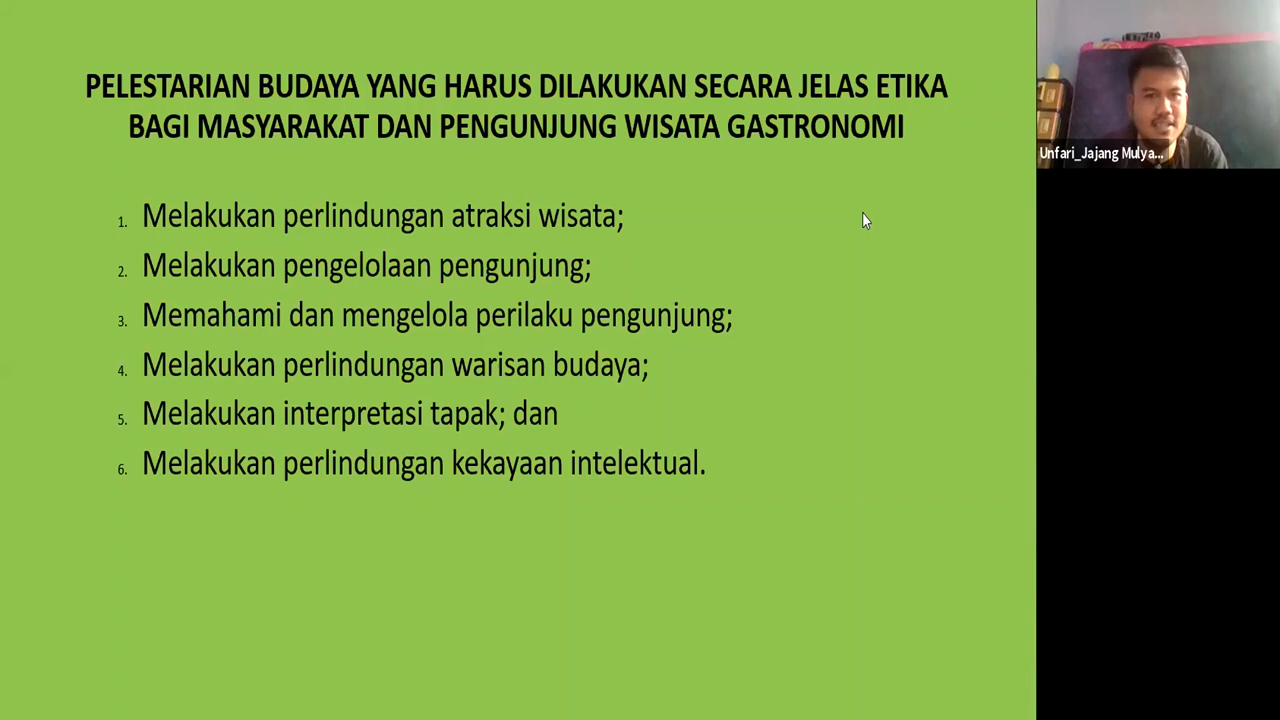 PELESTARIAN BUDAYA YANG HARUS DILAKUKAN SECARA JELAS ETIKA
BAGI MASYARAKAT DAN PENGUNJUNG WISATA GASTRONOMI
1. Melakukan perlindungan atraksi wisata;
2. Melakukan pengelolaan pengunjung;
3. Memahami dan mengelola perilaku pengunjung;
4. Melakukan perlindungan warisan budaya;
5. Melakukan interpretasi tapak; dan
6. Melakukan perlindungan kekayaan intelektual.
Unfari_Jajang Mulya...